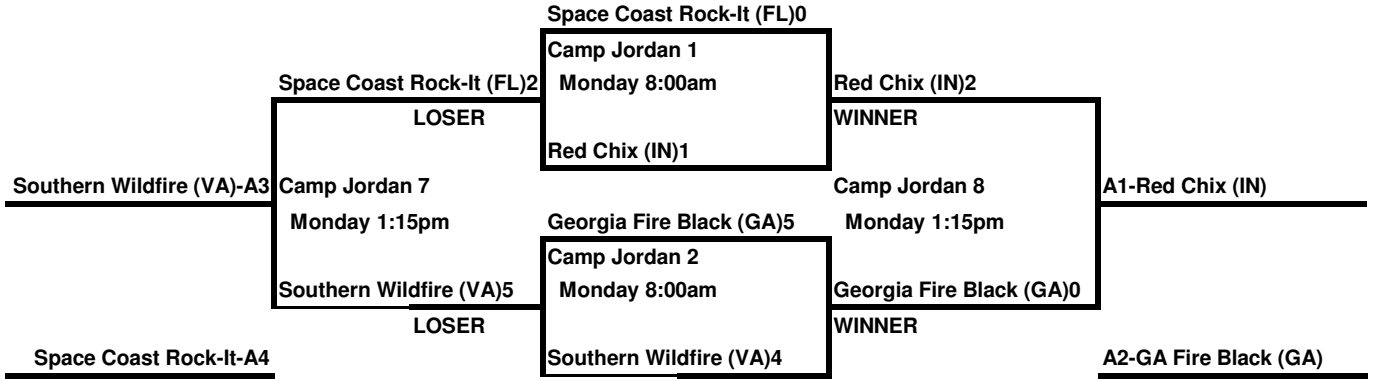 Space Coast Rock-It (FL)0
Camp Jordan 1
Space Coast Rock-It (FL)2 Monday 8:00am Red Chix (IN)2
LOSER WINNER
Red Chix (IN)1
Southern Wildfire (VA)-A3 Camp Jordan 7 Camp Jordan 8 A1-Red Chix (IN)
Monday 1:15pm Georgia Fire Black (GA)5 Monday 1:15pm
Camp Jordan 2
Southern Wildfire (VA)5 Monday 8:00am Georgia Fire Black (GA)0
LOSER WINNER
Space Coast Rock-It-A4 Southern Wildfire (VA)4 A2-GA Fire Black (GA)